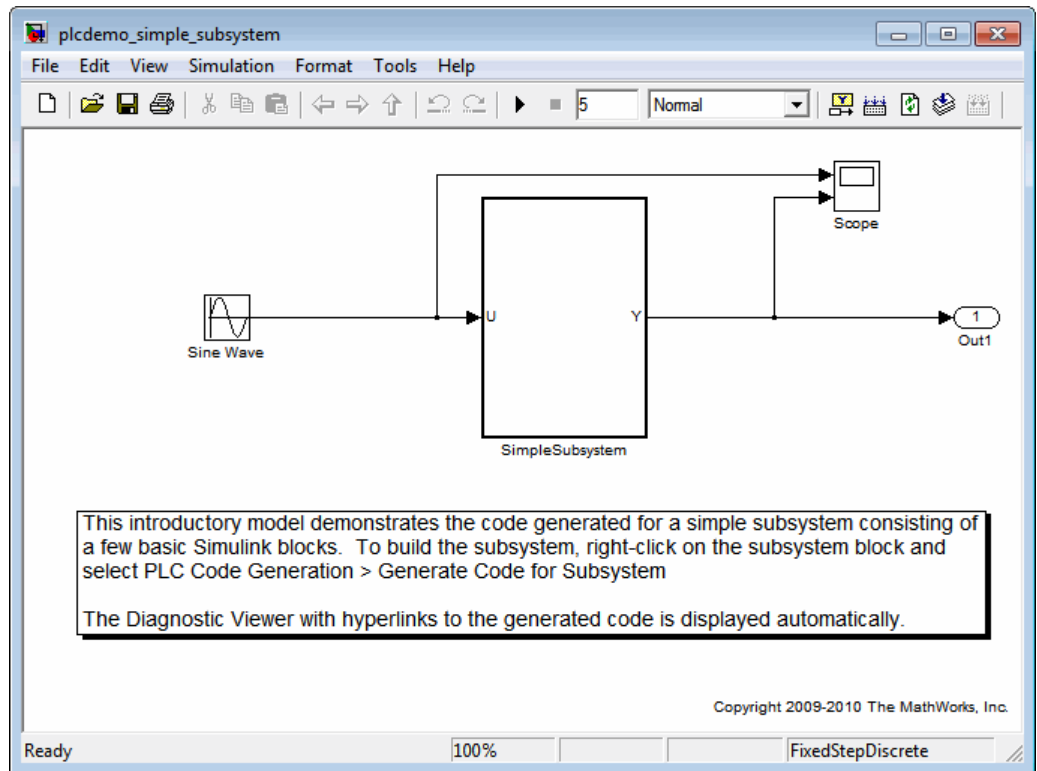 plcdemo_simple_subsystem
File Edit View Simulation Format Tools Help
5 Normal
Scope
U Y
1
Out1
Sine Wave
SimpleSubsystem
This introductory model demonstrates the code generated for a simple subsystem consisting of
a few basic Simulink blocks. To build the subsystem, right-click on the subsystem block and
select PLC Code Generation > Generate Code for Subsystem
The Diagnostic Viewer with hyperlinks to the generated code is displayed automatically.
Copyright 2009-2010 The MathWorks, Inc.
Ready 100% FixedStepDiscrete